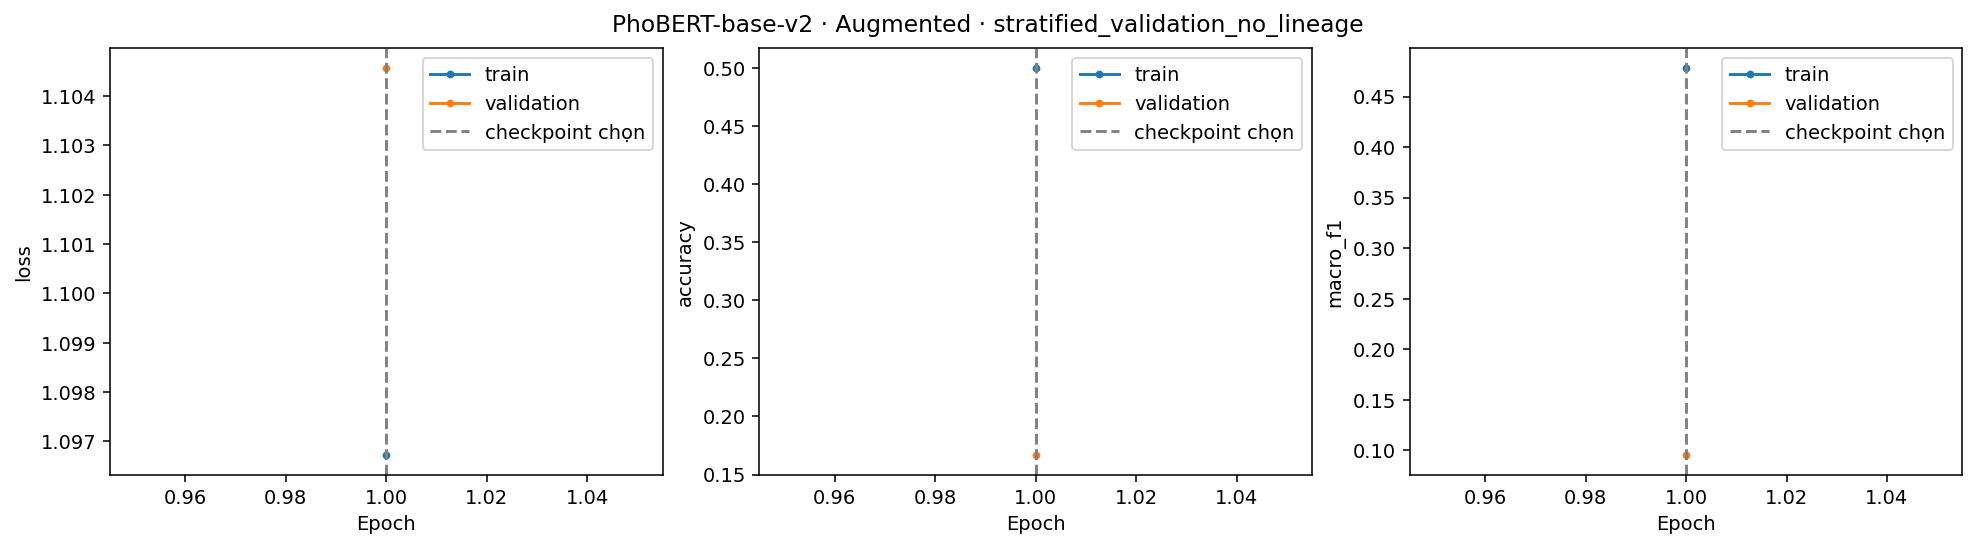 PhoBERT-base-v2 · Augmented · stratified_validation_no_lineage
loss
1.104
1.103
1.102
1.101
1.100
1.099
1.098
1.097
train
validation
checkpoint chọn
0.96 0.98 1.00 1.02 1.04
Epoch
accuracy
0.50
0.45
0.40
0.35
0.30
0.25
0.20
0.15
train
validation
checkpoint chọn
0.96 0.98 1.00 1.02 1.04
Epoch
macro_f1
0.45
0.40
0.35
0.30
0.25
0.20
0.15
0.10
train
validation
checkpoint chọn
0.96 0.98 1.00 1.02 1.04
Epoch